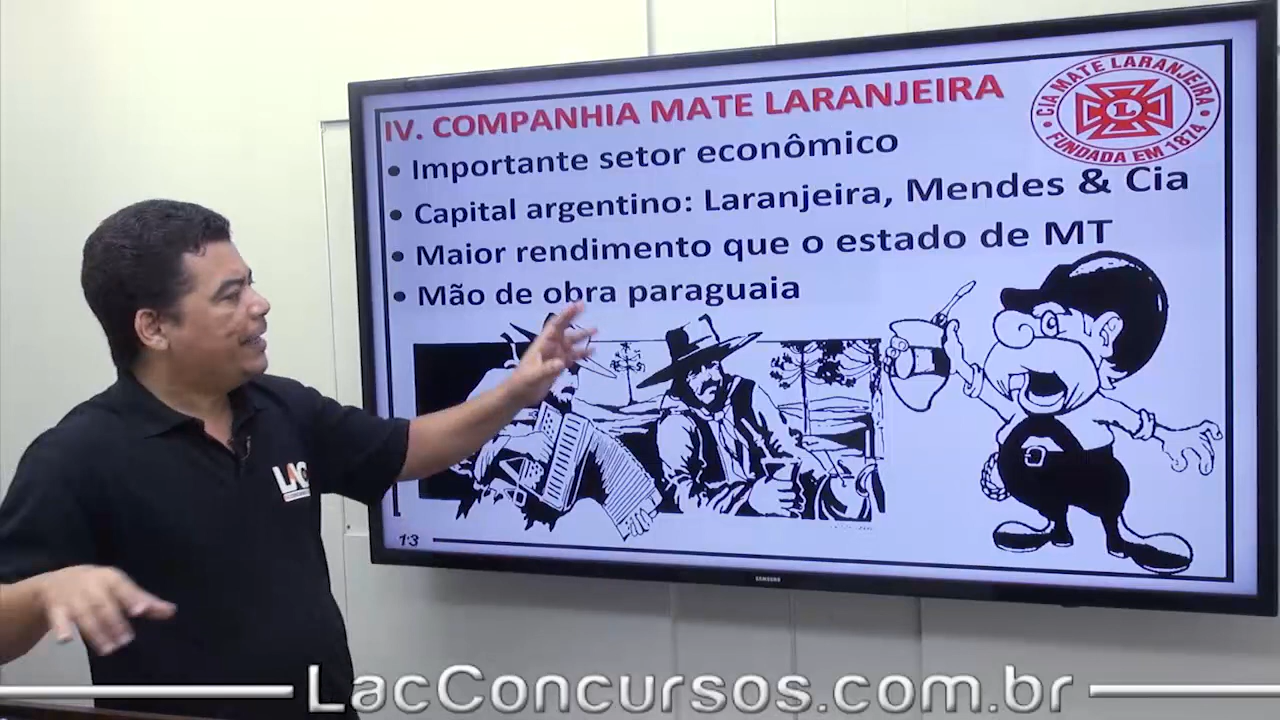 IV. COMPANHIA MATE LARANJEIRA
• Importante setor econômico
• Capital argentino: Laranjeira, Mendes & Cia
• Maior rendimento que o estado de MT
• Mão de obra paraguaia
CIA MATE LARANJEIRA
L
• FUNDADA EM 1874 •
LAC
13
SAMSUNG
LacConcursos.com.br